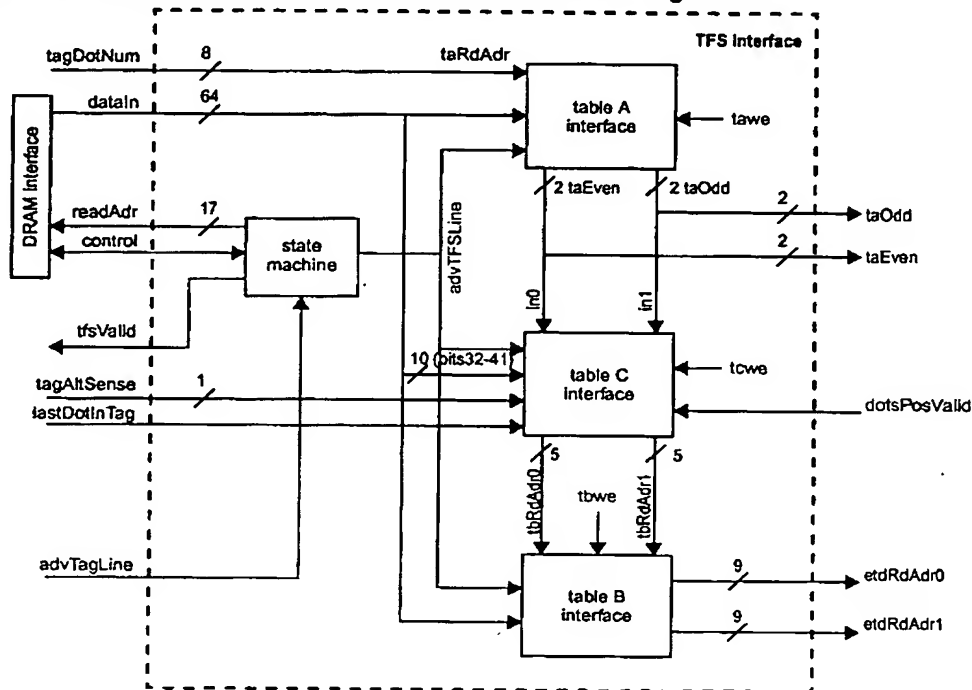 TFS Interface
tagDotNum
8
taRdAdr
dataIn
64
table A
interface
tawe
DRAM Interface
2 taEven
2 taOdd
readAdr
17
2
taOdd
control
state
machine
2
taEven
advTFSLine
in0
in1
tfsValid
10 (bits32-41)
table C
interface
tcwe
tagAltSense
1
lastDotInTag
dotsPosValid
5
5
tbRdAdr0
tbRdAdr1
tbwe
advTagLine
table B
interface
9
etdRdAdr0
9
etdRdAdr1